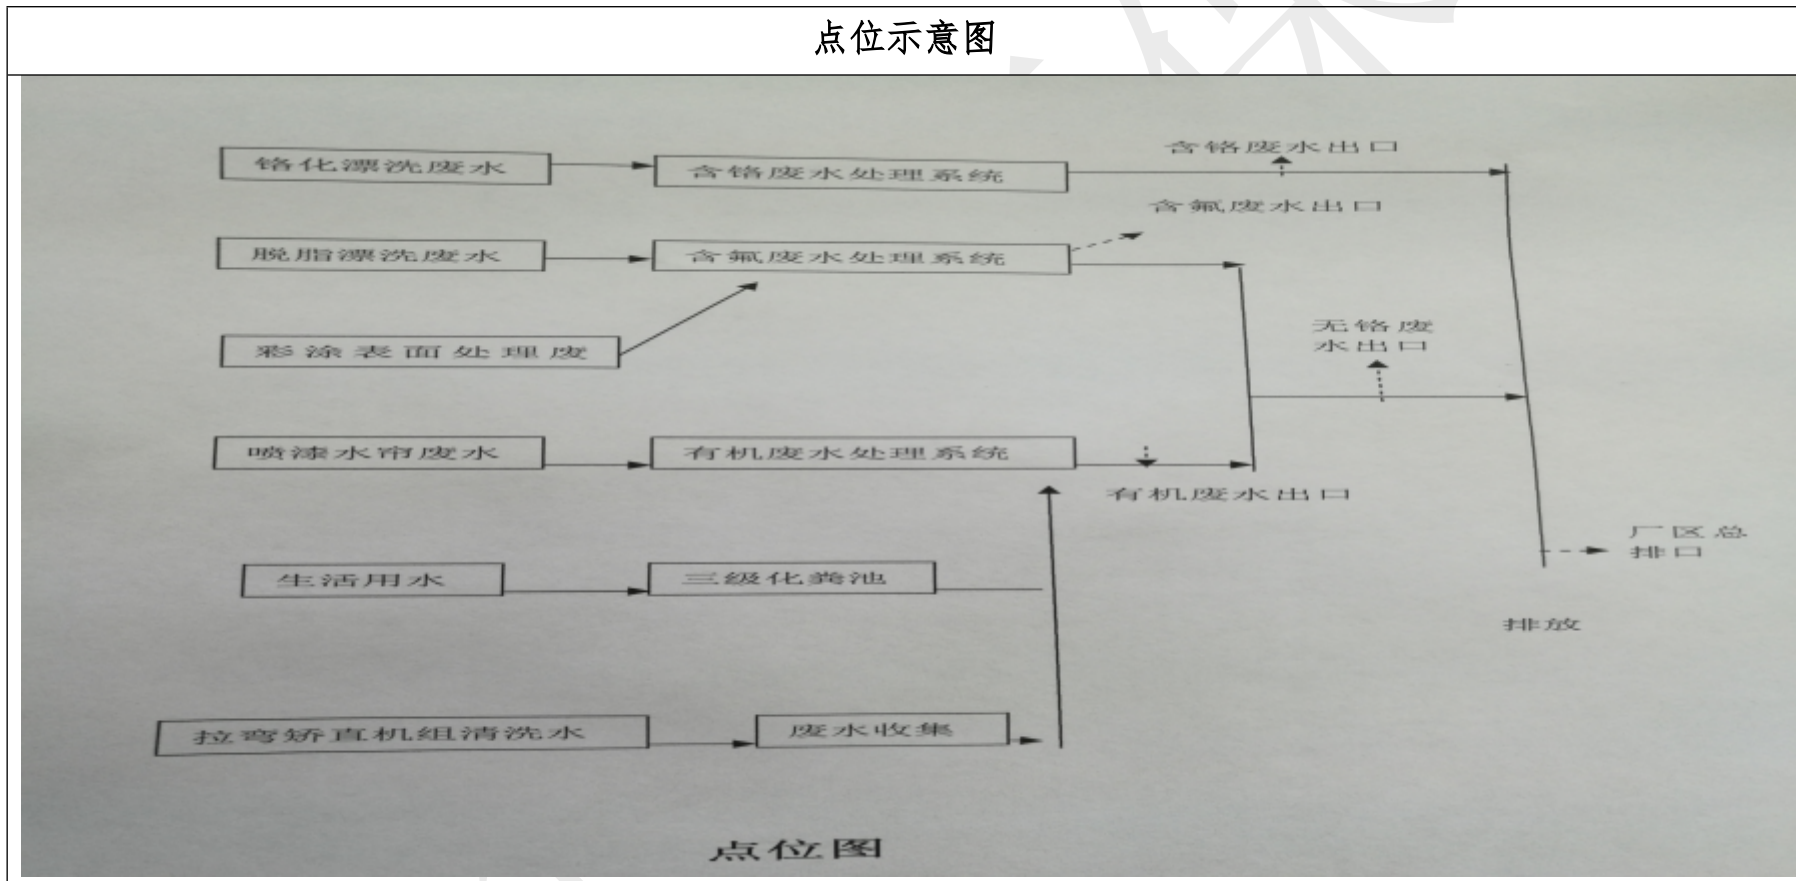 点位示意图
铬化漂洗废水
含铬废水处理系统
含铬废水出口
含氟废水出口
脱脂漂洗废水
含氟废水处理系统
彩涂表面处理废
无铬废
水出口
喷漆水帘废水
有机废水处理系统
有机废水出口
厂区总
排口
生活用水
三级化粪池
排放
拉弯矫直机组清洗水
废水收集
点位图